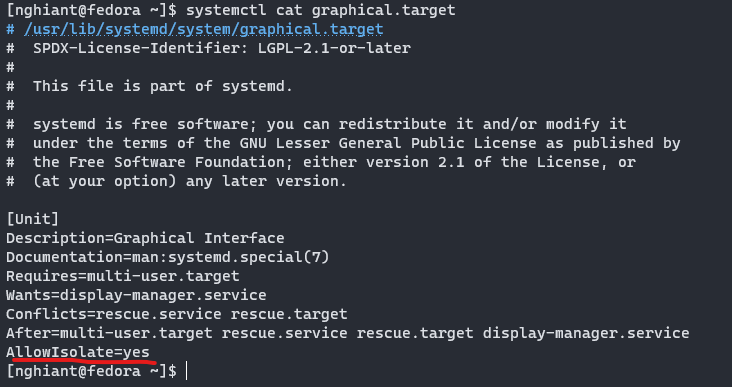 [nghiant@fedora ~]$ systemctl cat graphical.target
# /usr/lib/systemd/system/graphical.target
#  SPDX-License-Identifier: LGPL-2.1-or-later
#
#  This file is part of systemd.
#
#  systemd is free software; you can redistribute it and/or modify it
#  under the terms of the GNU Lesser General Public License as published by
#  the Free Software Foundation; either version 2.1 of the License, or
#  (at your option) any later version.

[Unit]
Description=Graphical Interface
Documentation=man:systemd.special(7)
Requires=multi-user.target
Wants=display-manager.service
Conflicts=rescue.service rescue.target
After=multi-user.target rescue.service rescue.target display-manager.service
AllowIsolate=yes
[nghiant@fedora ~]$